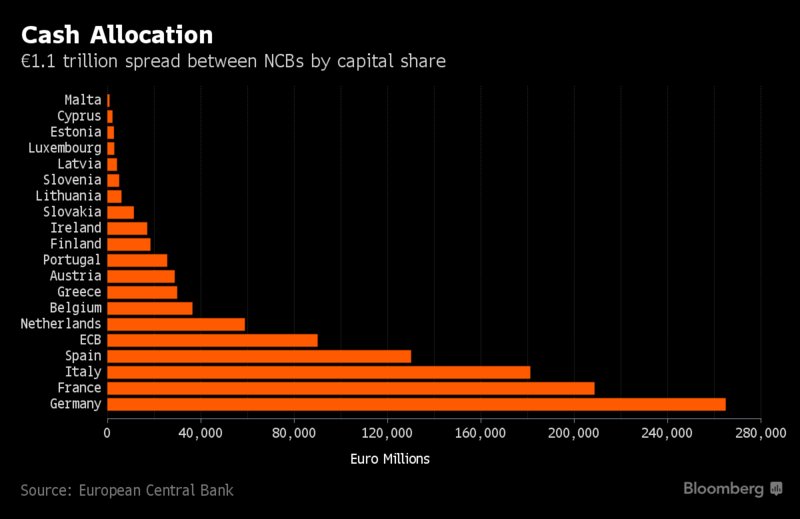 Cash Allocation
€1.1 trillion spread between NCBs by capital share
Malta
Cyprus
Estonia
Luxembourg
Latvia
Slovenia
Lithuania
Slovakia
Ireland
Finland
Portugal
Austria
Greece
Belgium
Netherlands
ECB
Spain
Italy
France
Germany
0 40,000 80,000 120,000 160,000 200,000 240,000 280,000
Euro Millions
Source: European Central Bank
Bloomberg